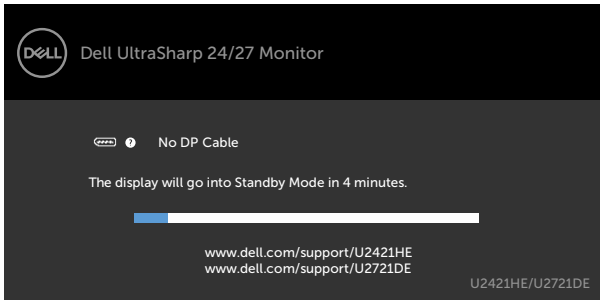 DELL
Dell UltraSharp 24/27 Monitor
? No DP Cable
The display will go into Standby Mode in 4 minutes.
www.dell.com/support/U2421HE
www.dell.com/support/U2721DE
U2421HE/U2721DE